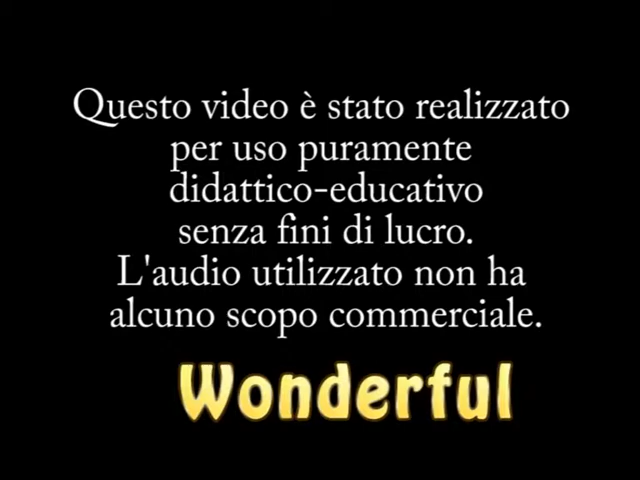 Questo video è stato realizzato
per uso puramente
didattico-educativo
senza fini di lucro.
L'audio utilizzato non ha
alcuno scopo commerciale.
Wonderful